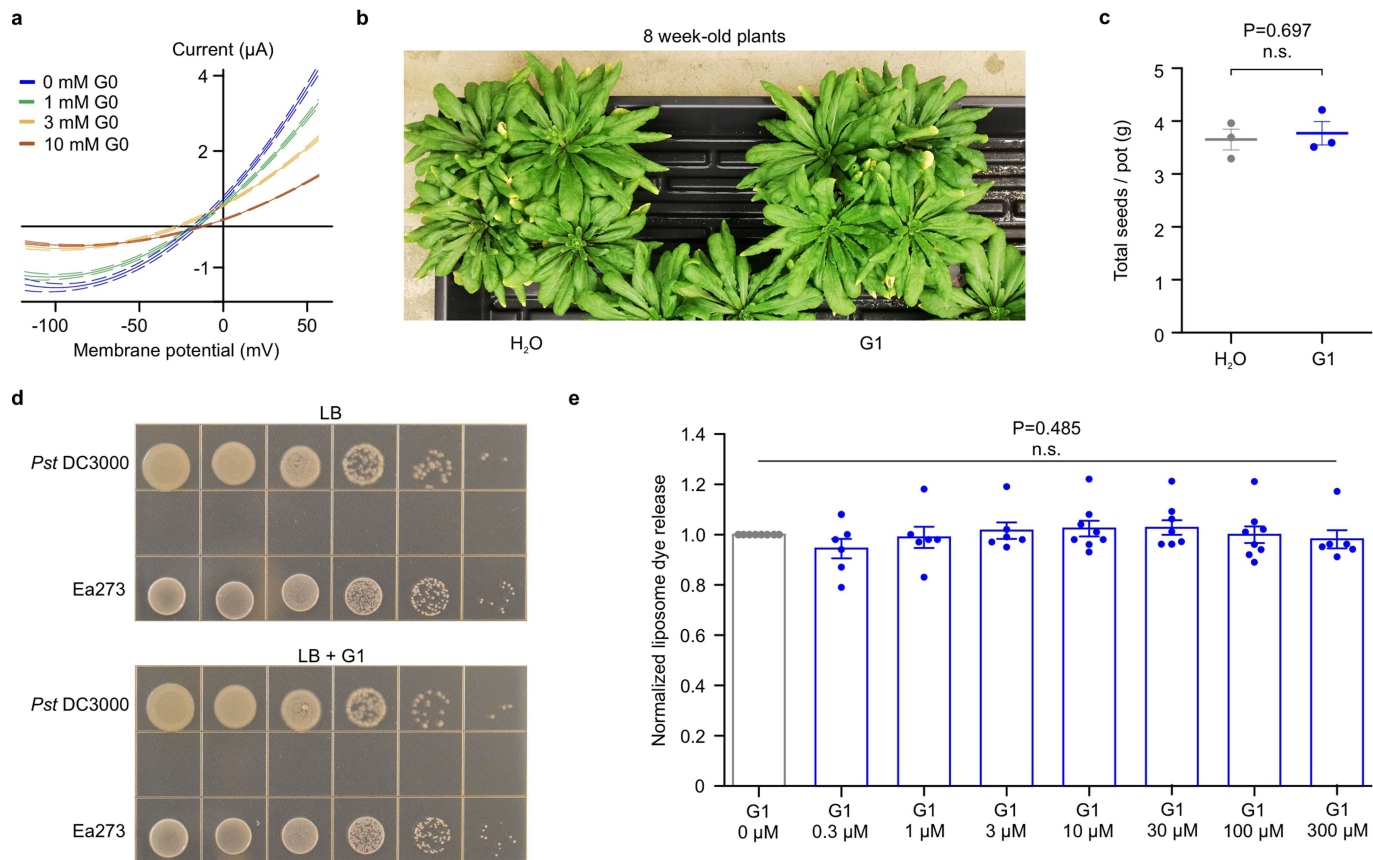 a
Current (µA)
0 mM G0
1 mM G0
3 mM G0
10 mM G0
4
2
-1
-100
-50
0
50
Membrane potential (mV)
b
8 week-old plants
H₂O
G1
c
P=0.697
n.s.
Total seeds / pot (g)
5
4
3
2
1
0
H₂O
G1
d
LB
Pst DC3000
Ea273
LB + G1
Pst DC3000
Ea273
e
P=0.485
n.s.
Normalized liposome dye release
1.4
1.2
1.0
0.8
0.6
0.4
0.2
0
G1 G1 G1 G1 G1 G1 G1 G1
0 µM 0.3 µM 1 µM 3 µM 10 µM 30 µM 100 µM 300 µM